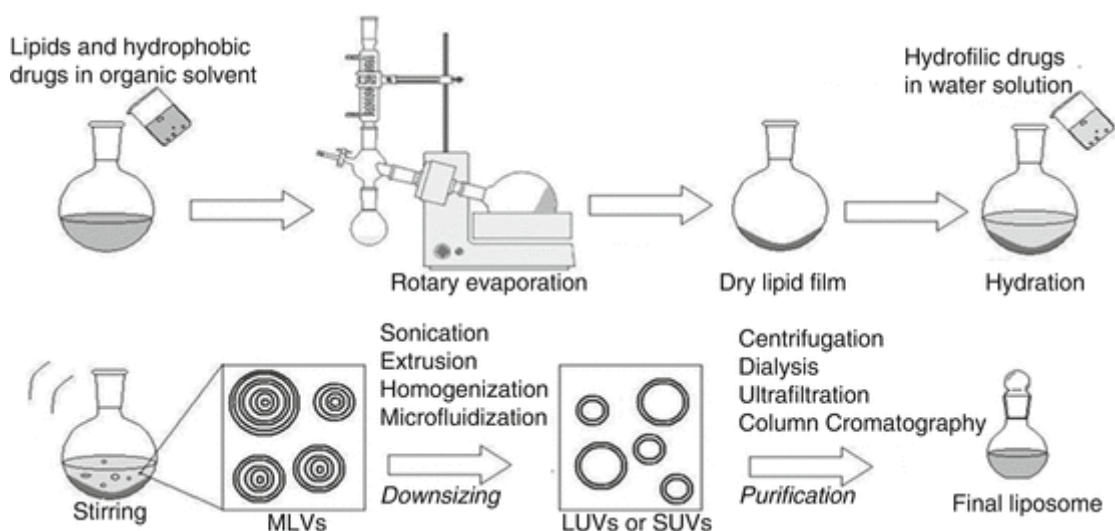 Lipids and hydrophobic
drugs in organic solvent
Hydrofilic drugs
in water solution
Rotary evaporation
Dry lipid film
Hydration
Sonication
Extrusion
Homogenization
Microfluidization
Downsizing
Centrifugation
Dialysis
Ultrafiltration
Column Cromatography
Purification
Stirring
MLVs
LUVs or SUVs
Final liposome